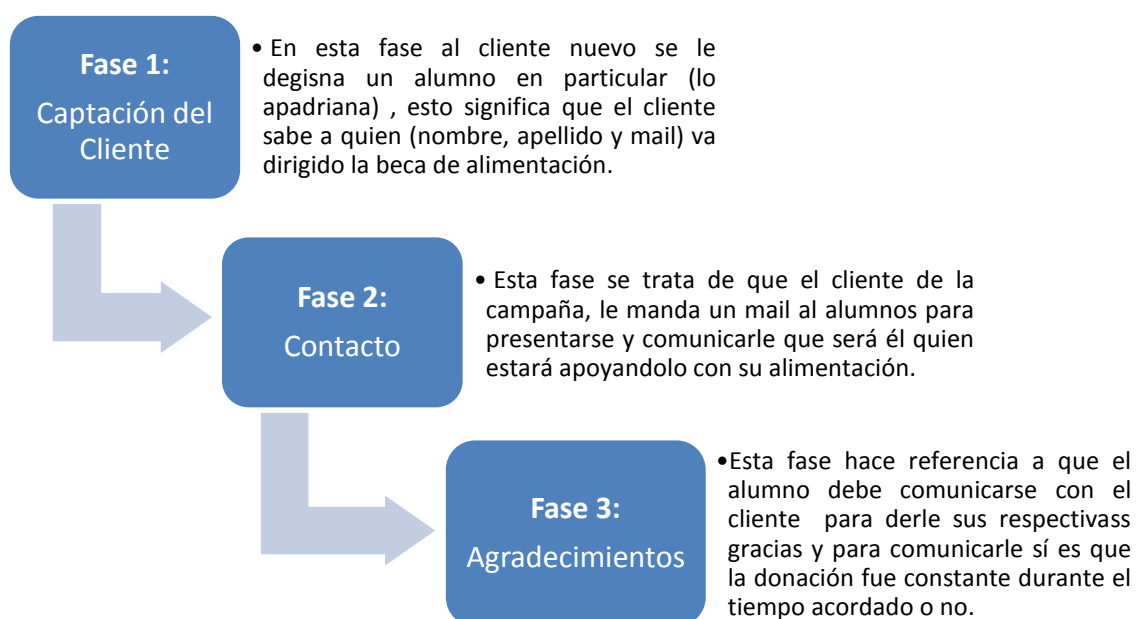 Fase 1:
Captación del
Cliente
• En esta fase al cliente nuevo se le
degisna un alumno en particular (lo
apadriana) , esto significa que el cliente
sabe a quien (nombre, apellido y mail) va
dirigido la beca de alimentación.
Fase 2:
Contacto
• Esta fase se trata de que el cliente de la
campaña, le manda un mail al alumnos para
presentarse y comunicarle que será él quien
estará apoyandolo con su alimentación.
Fase 3:
Agradecimientos
•Esta fase hace referencia a que el
alumno debe comunicarse con el
cliente para derle sus respectivass
gracias y para comunicarle sí es que
la donación fue constante durante el
tiempo acordado o no.